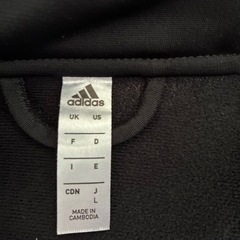 adidas
UK US
F D
I E
CDN J
L
MADE IN
CAMBODIA